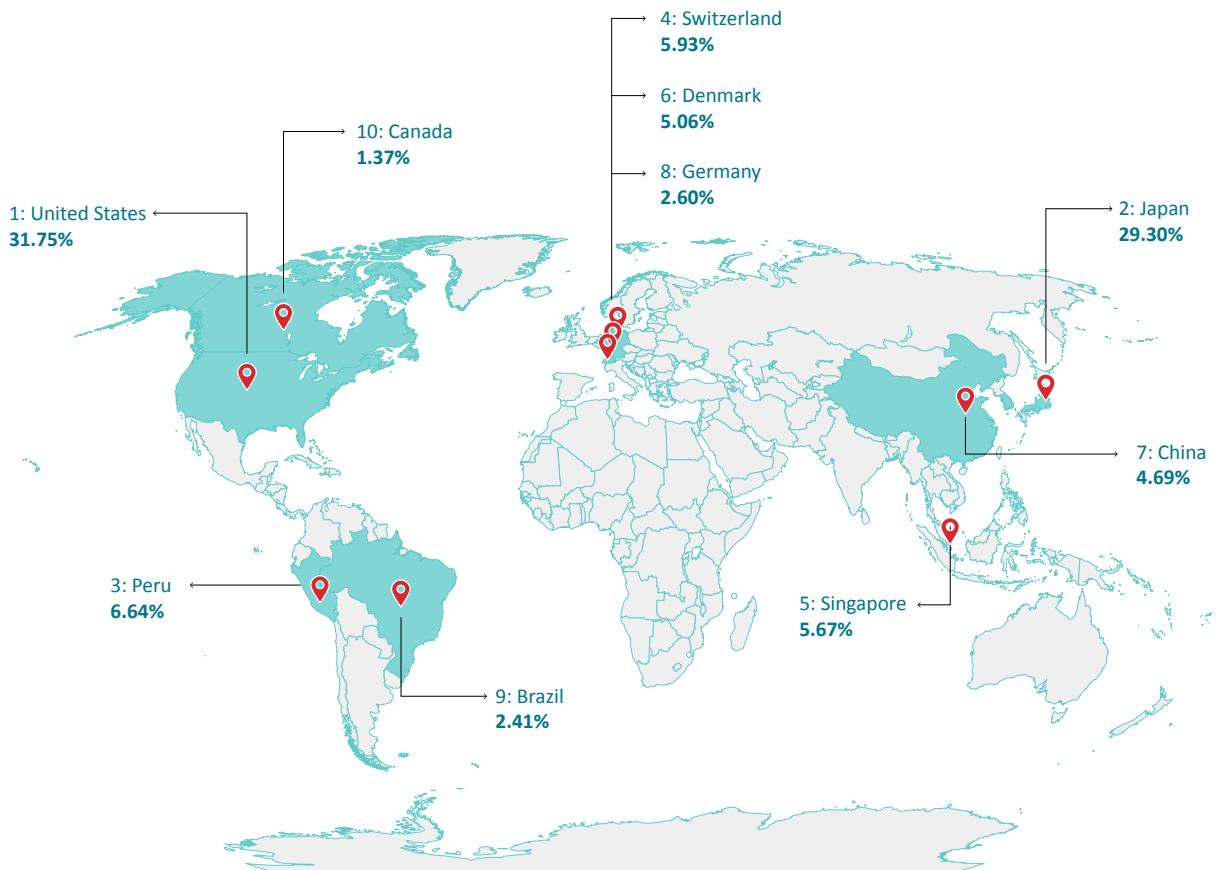 4: Switzerland
5.93%
6: Denmark
5.06%
10: Canada
1.37%
8: Germany
2.60%
1: United States
31.75%
2: Japan
29.30%
7: China
4.69%
3: Peru
6.64%
5: Singapore
5.67%
9: Brazil
2.41%